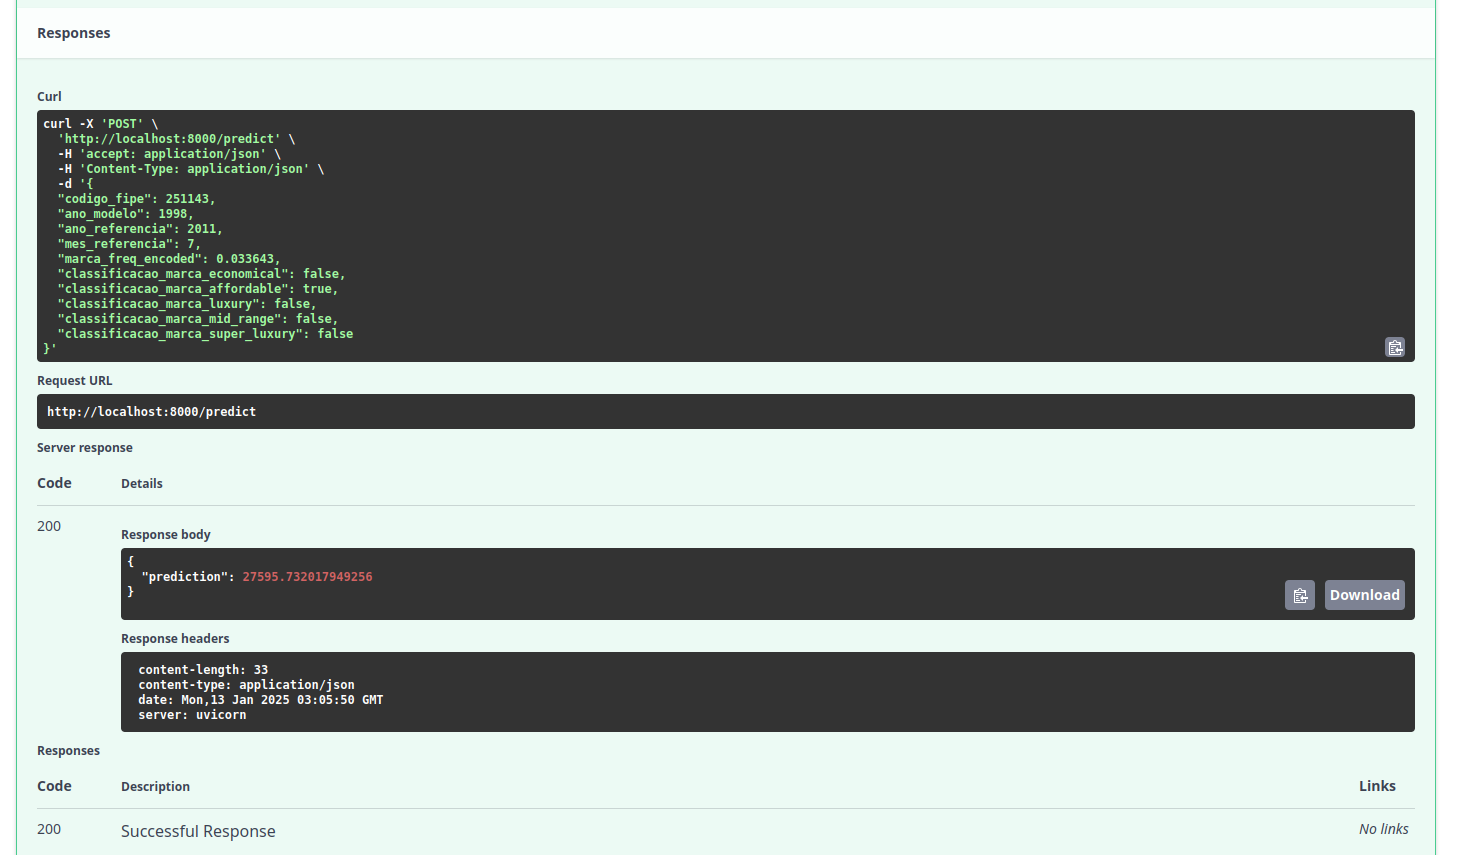 Responses
Curl
curl -X 'POST' \
  'http://localhost:8000/predict' \
  -H 'accept: application/json' \
  -H 'Content-Type: application/json' \
  -d '{
  "codigo_fipe": 251143,
  "ano_modelo": 1998,
  "ano_referencia": 2011,
  "mes_referencia": 7,
  "marca_freq_encoded": 0.033643,
  "classificacao_marca_economical": false,
  "classificacao_marca_affordable": true,
  "classificacao_marca_luxury": false,
  "classificacao_marca_mid_range": false,
  "classificacao_marca_super_luxury": false
}'
Request URL
http://localhost:8000/predict
Server response
Code Details
200
Response body
{
  "prediction": 27595.732017949256
}
Download
Response headers
content-length: 33
content-type: application/json
date: Mon,13 Jan 2025 03:05:50 GMT
server: uvicorn
Responses
Code Description Links
200 Successful Response No links